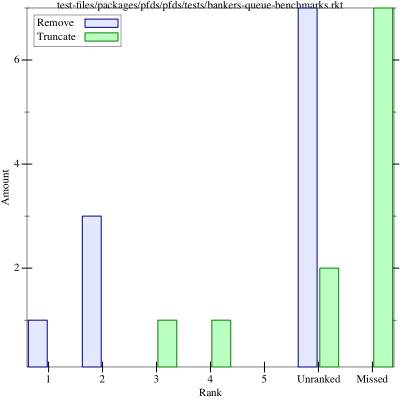 test-files/packages/pfds/pfds/tests/bankers-queue-benchmarks.rkt
Remove
Truncate
6
4
2
Amount
1 2 3 4 5 Unranked Missed
Rank